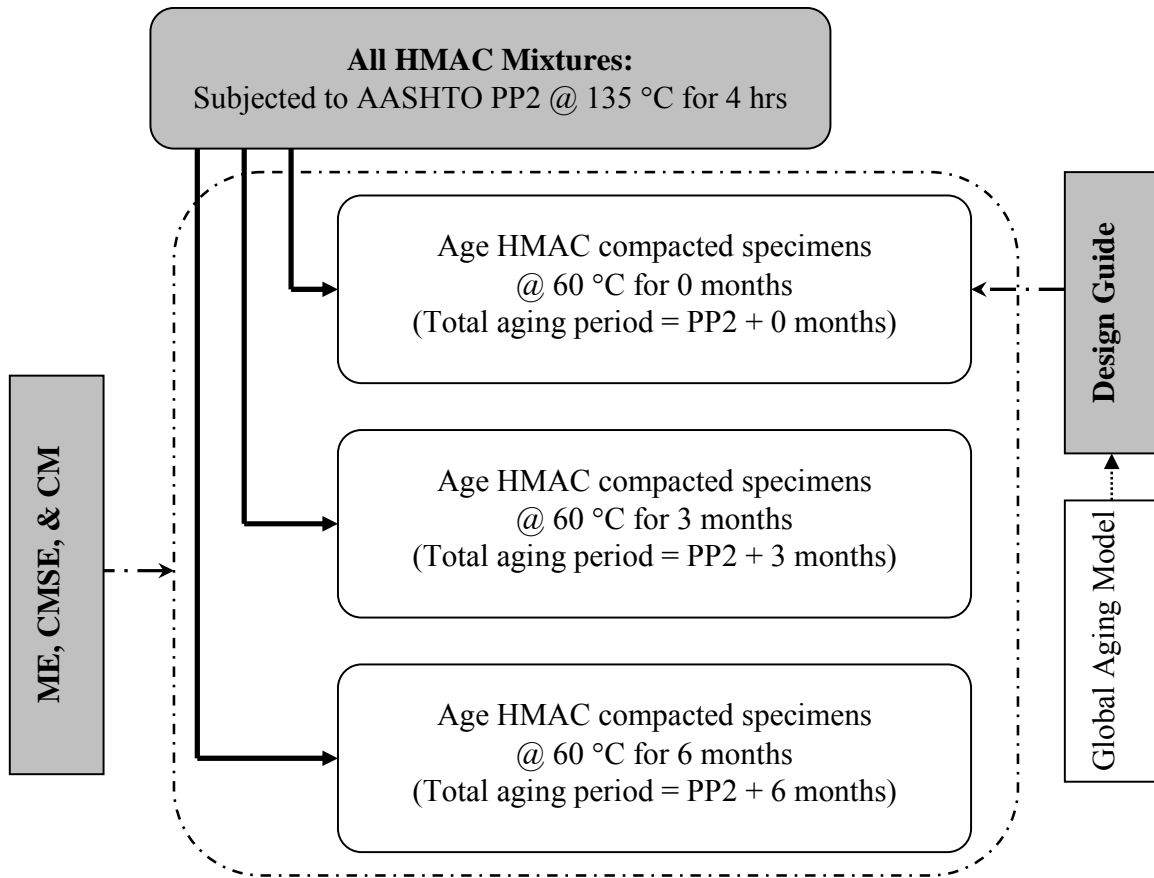 All HMAC Mixtures:
Subjected to AASHTO PP2 @ 135 °C for 4 hrs
Age HMAC compacted specimens
@ 60 °C for 0 months
(Total aging period = PP2 + 0 months)
Age HMAC compacted specimens
@ 60 °C for 3 months
(Total aging period = PP2 + 3 months)
Age HMAC compacted specimens
@ 60 °C for 6 months
(Total aging period = PP2 + 6 months)
ME, CMSE, & CM
Design Guide
Global Aging Model